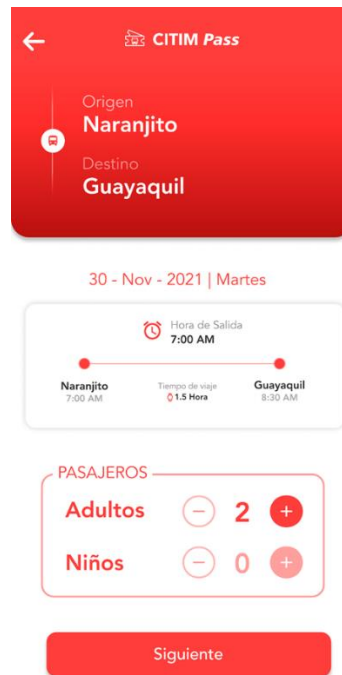 CITIM Pass
Origen
Naranjito
Destino
Guayaquil
30 - Nov - 2021 | Martes
Hora de Salida
7:00 AM
Naranjito Tiempo de viaje Guayaquil
7:00 AM 1.5 Hora 8:30 AM
PASAJEROS
Adultos − 2 +
Niños − 0 +
Siguiente